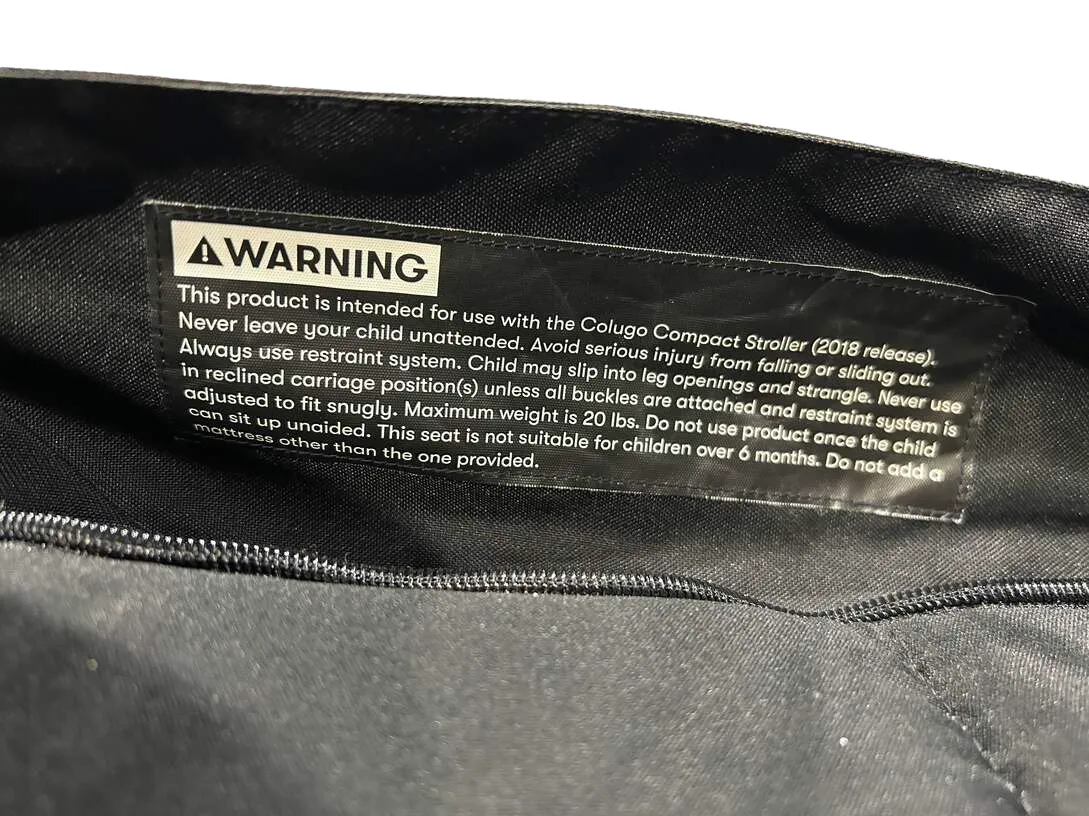 WARNING
This product is intended for use with the Colugo Compact Stroller (2018 release).
Never leave your child unattended. Avoid serious injury from falling or sliding out.
Always use restraint system. Child may slip into leg openings and strangle. Never use
in reclined carriage position(s) unless all buckles are attached and restraint system is
adjusted to fit snugly. Maximum weight is 20 lbs. Do not use product once the child
can sit up unaided. This seat is not suitable for children over 6 months. Do not add a
mattress other than the one provided.